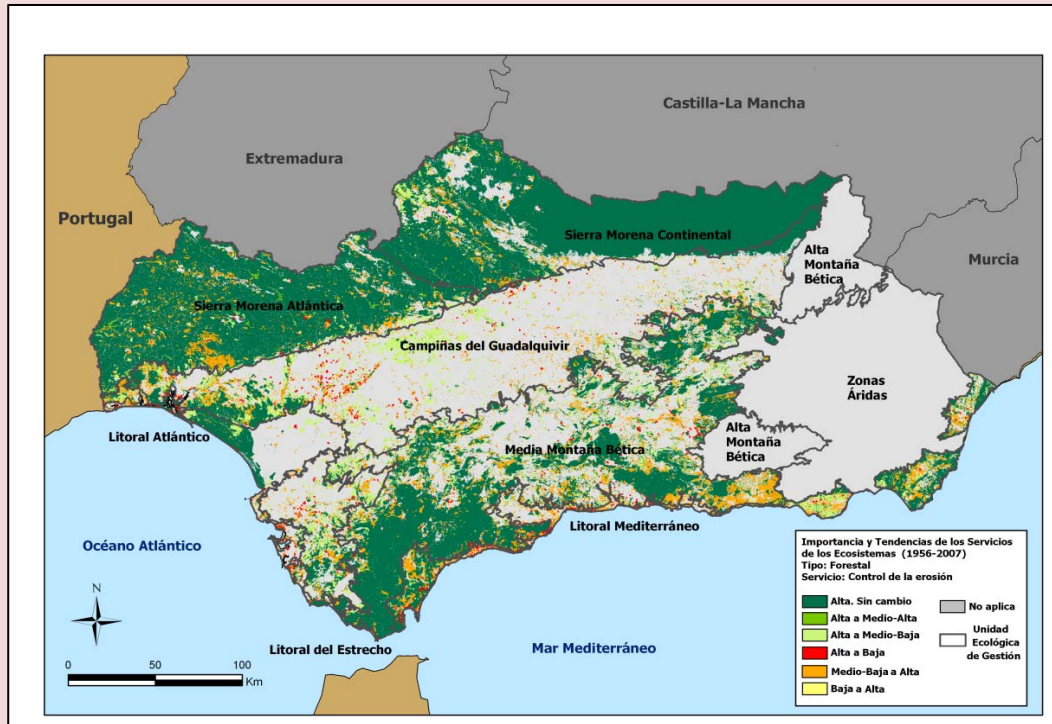 Castilla-La Mancha
Extremadura
Portugal
Murcia
Sierra Morena Continental
Alta
Montaña
Bética
Sierra Morena Atlántica
Campiñas del Guadalquivir
Zonas
Áridas
Litoral Atlántico
Alta
Montaña
Bética
Media Montaña Bética
Litoral Mediterráneo
Océano Atlántico
Litoral del Estrecho
Mar Mediterráneo
N
0 50 100
Km
Importancia y Tendencias de los Servicios
de los Ecosistemas (1956-2007)
Tipo: Forestal
Servicio: Control de la erosión
Alta. Sin cambio
Alta a Medio-Alta
Alta a Medio-Baja
Alta a Baja
Medio-Baja a Alta
Baja a Alta
No aplica
Unidad
Ecológica
de Gestión